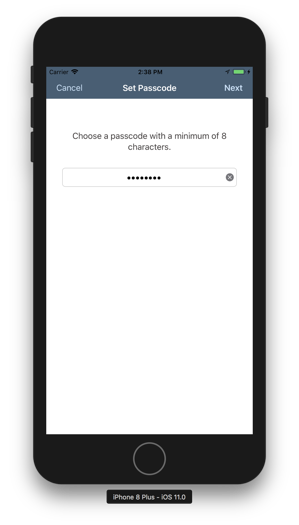 Carrier 2:38 PM
Cancel Set Passcode Next
Choose a passcode with a minimum of 8
characters.
••••••••
iPhone 8 Plus - iOS 11.0